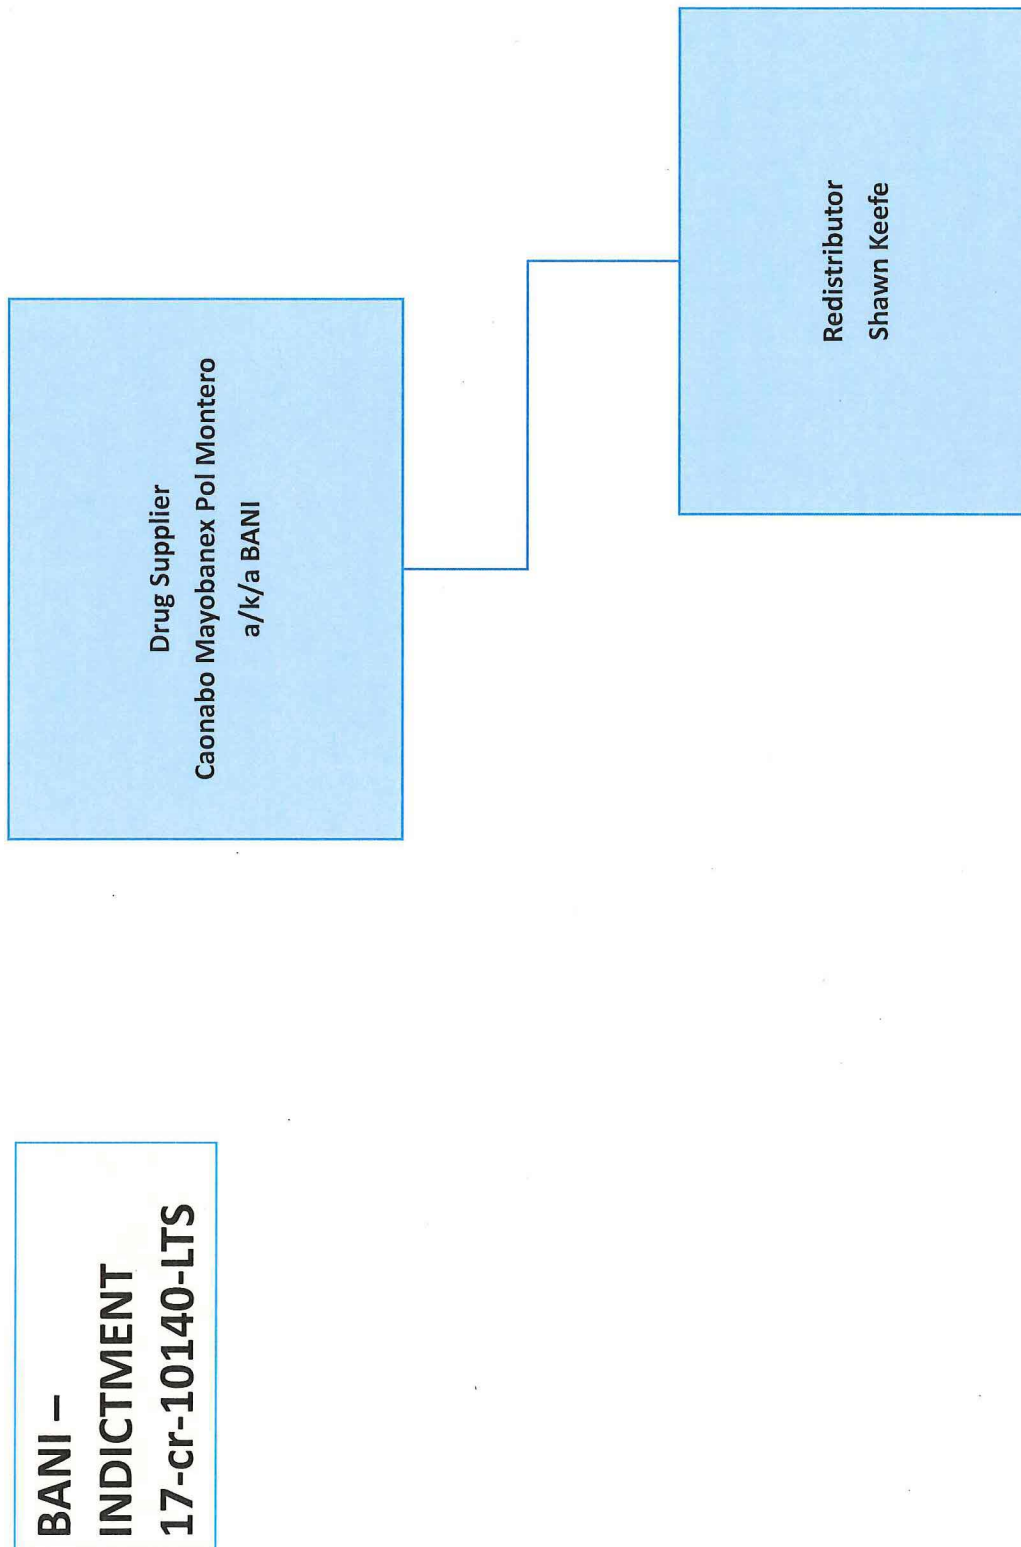 BANI –
INDICTMENT
17-cr-10140-LTS
Drug Supplier
Caonabo Mayobanex Pol Montero
a/k/a BANI
Redistributor
Shawn Keefe